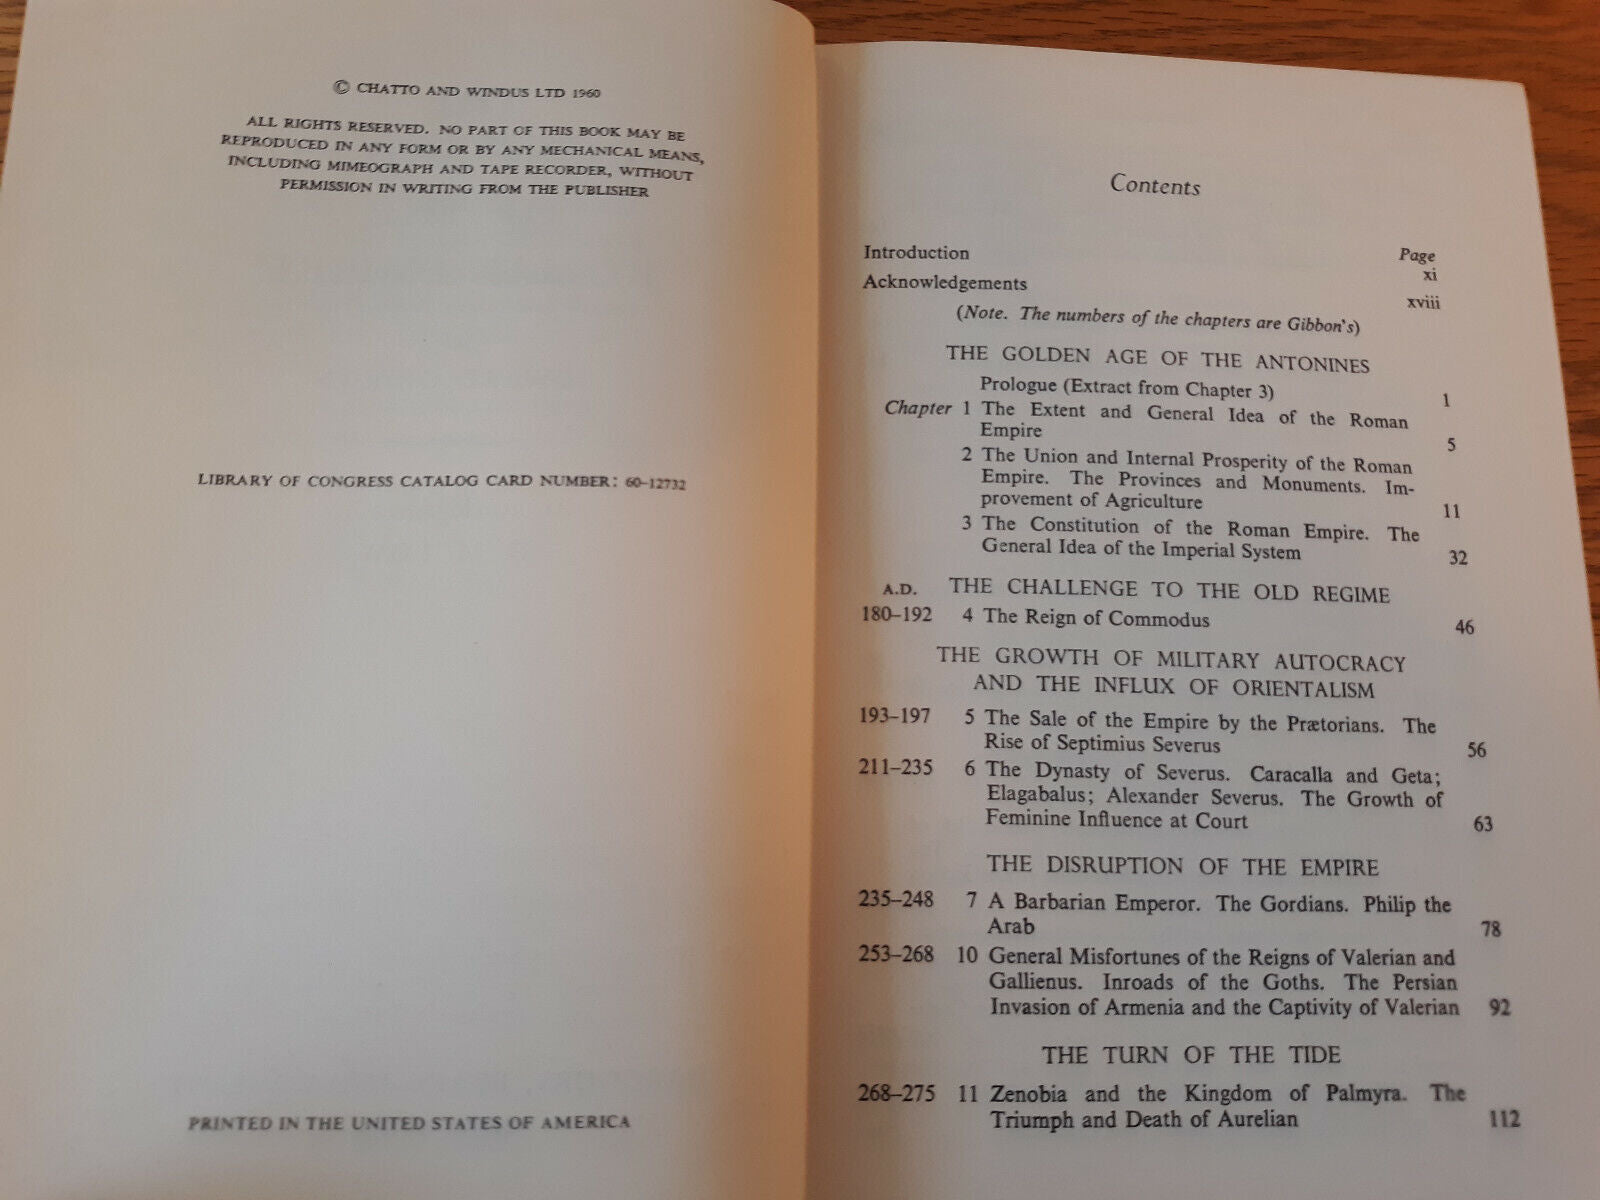 © CHATTO AND WINDUS LTD 1960
ALL RIGHTS RESERVED. NO PART OF THIS BOOK MAY BE
REPRODUCED IN ANY FORM OR BY ANY MECHANICAL MEANS,
INCLUDING MIMEOGRAPH AND TAPE RECORDER, WITHOUT
PERMISSION IN WRITING FROM THE PUBLISHER
LIBRARY OF CONGRESS CATALOG CARD NUMBER: 60-12732
PRINTED IN THE UNITED STATES OF AMERICA
Contents
Page
Introduction xi
Acknowledgements xviii
(Note. The numbers of the chapters are Gibbon's)
THE GOLDEN AGE OF THE ANTONINES
Prologue (Extract from Chapter 3) 1
Chapter 1 The Extent and General Idea of the Roman
Empire 5
2 The Union and Internal Prosperity of the Roman
Empire. The Provinces and Monuments. Im-
provement of Agriculture 11
3 The Constitution of the Roman Empire. The
General Idea of the Imperial System 32
A.D. THE CHALLENGE TO THE OLD REGIME
180–192 4 The Reign of Commodus 46
THE GROWTH OF MILITARY AUTOCRACY
AND THE INFLUX OF ORIENTALISM
193–197 5 The Sale of the Empire by the Prætorians. The
Rise of Septimius Severus 56
211–235 6 The Dynasty of Severus. Caracalla and Geta;
Elagabalus; Alexander Severus. The Growth of
Feminine Influence at Court 63
THE DISRUPTION OF THE EMPIRE
235–248 7 A Barbarian Emperor. The Gordians. Philip the
Arab 78
253–268 10 General Misfortunes of the Reigns of Valerian and
Gallienus. Inroads of the Goths. The Persian
Invasion of Armenia and the Captivity of Valerian 92
THE TURN OF THE TIDE
268–275 11 Zenobia and the Kingdom of Palmyra. The
Triumph and Death of Aurelian 112